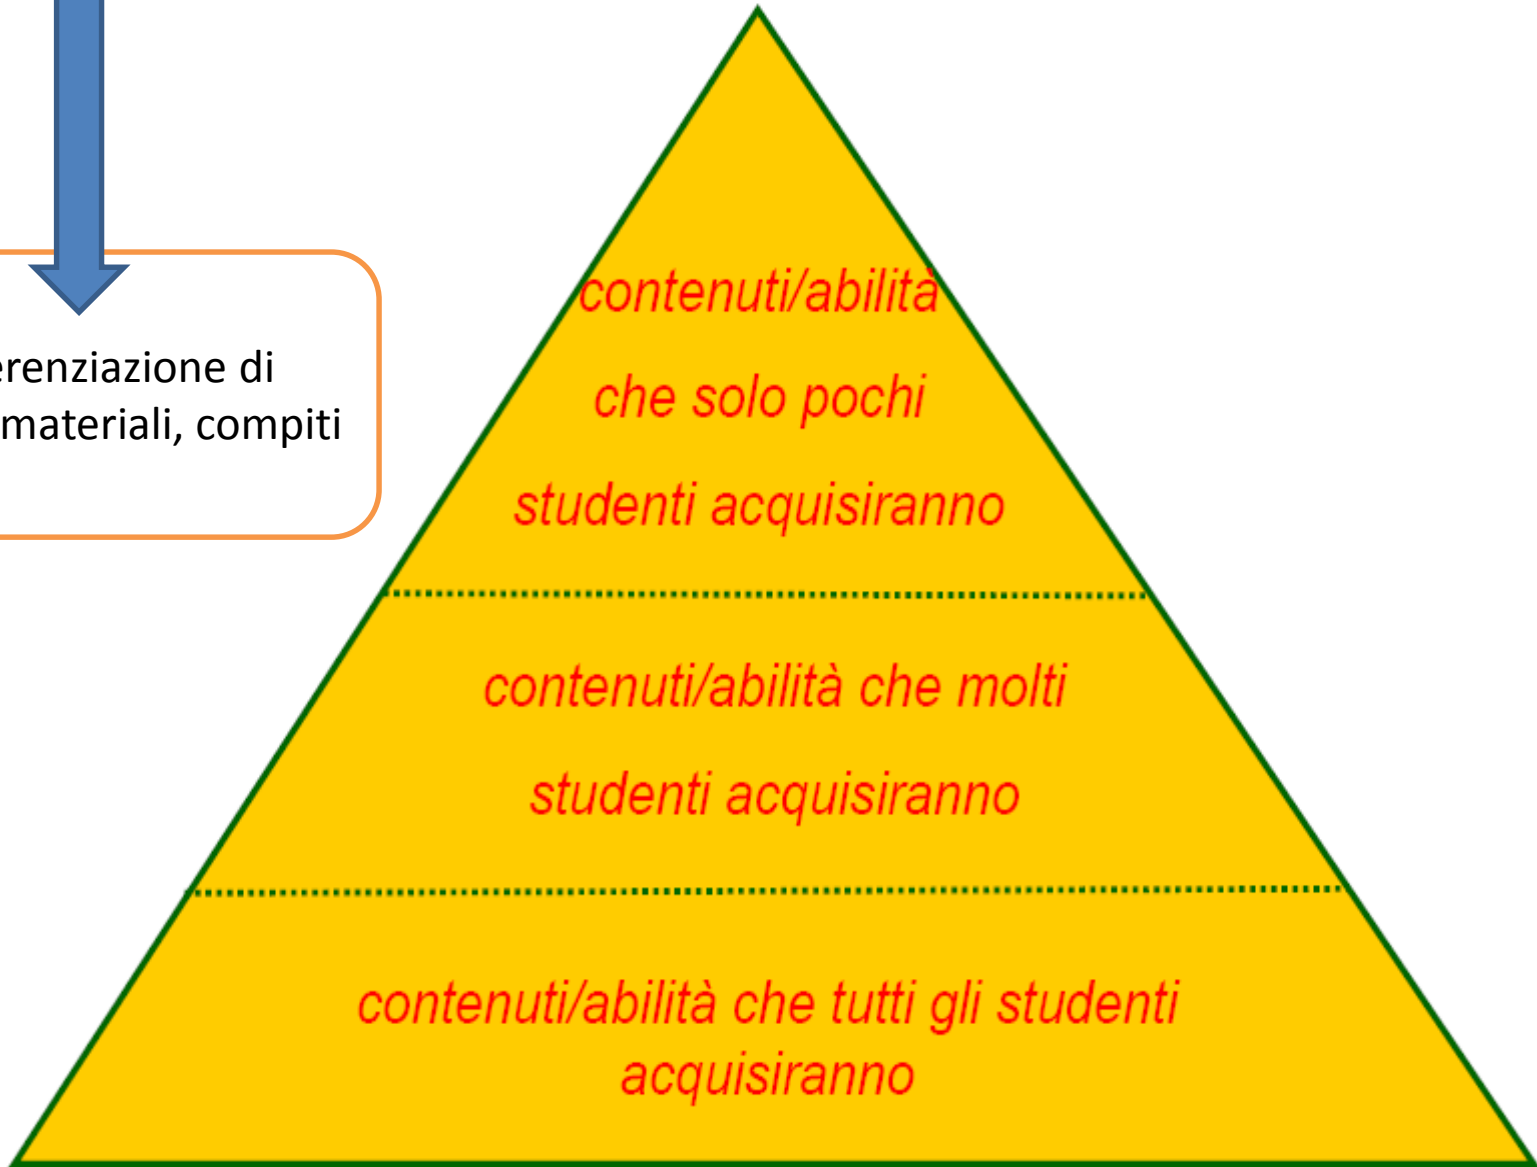 erenziazione di
materiali, compiti
contenuti/abilità
che solo pochi
studenti acquisiranno
contenuti/abilità che molti
studenti acquisiranno
contenuti/abilità che tutti gli studenti
acquisiranno